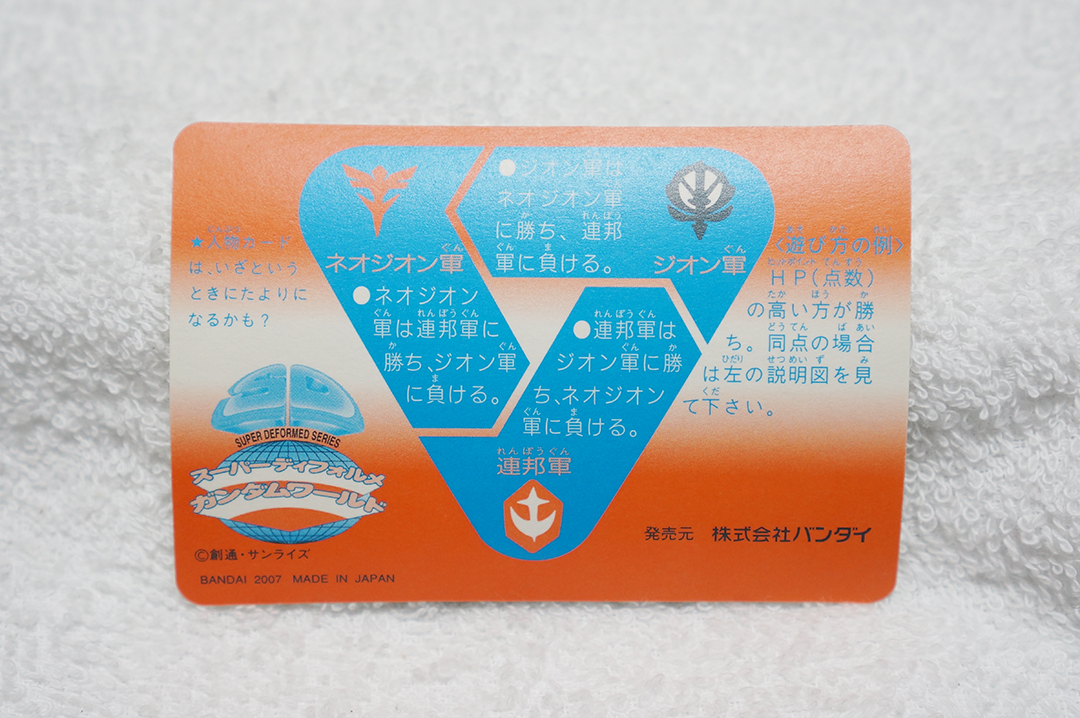 ★人物カード
は、いざという
ときにたよりに
なるかも？
ネオジオン軍
●ジオン軍は
ネオジオン軍
に勝ち、連邦
軍に負ける。
ジオン軍
●ネオジオン
軍は連邦軍に
勝ち、ジオン軍
に負ける。
●連邦軍は
ジオン軍に勝
ち、ネオジオン
軍に負ける。
連邦軍
〈遊び方の例〉
HP(点数)
の高い方が勝
ち。同点の場合
は左の説明図を見
て下さい。
SUPER DEFORMED SERIES
スーパーディフォルメ
ガンダムワールド
©創通・サンライズ
BANDAI 2007 MADE IN JAPAN
発売元 株式会社バンダイ